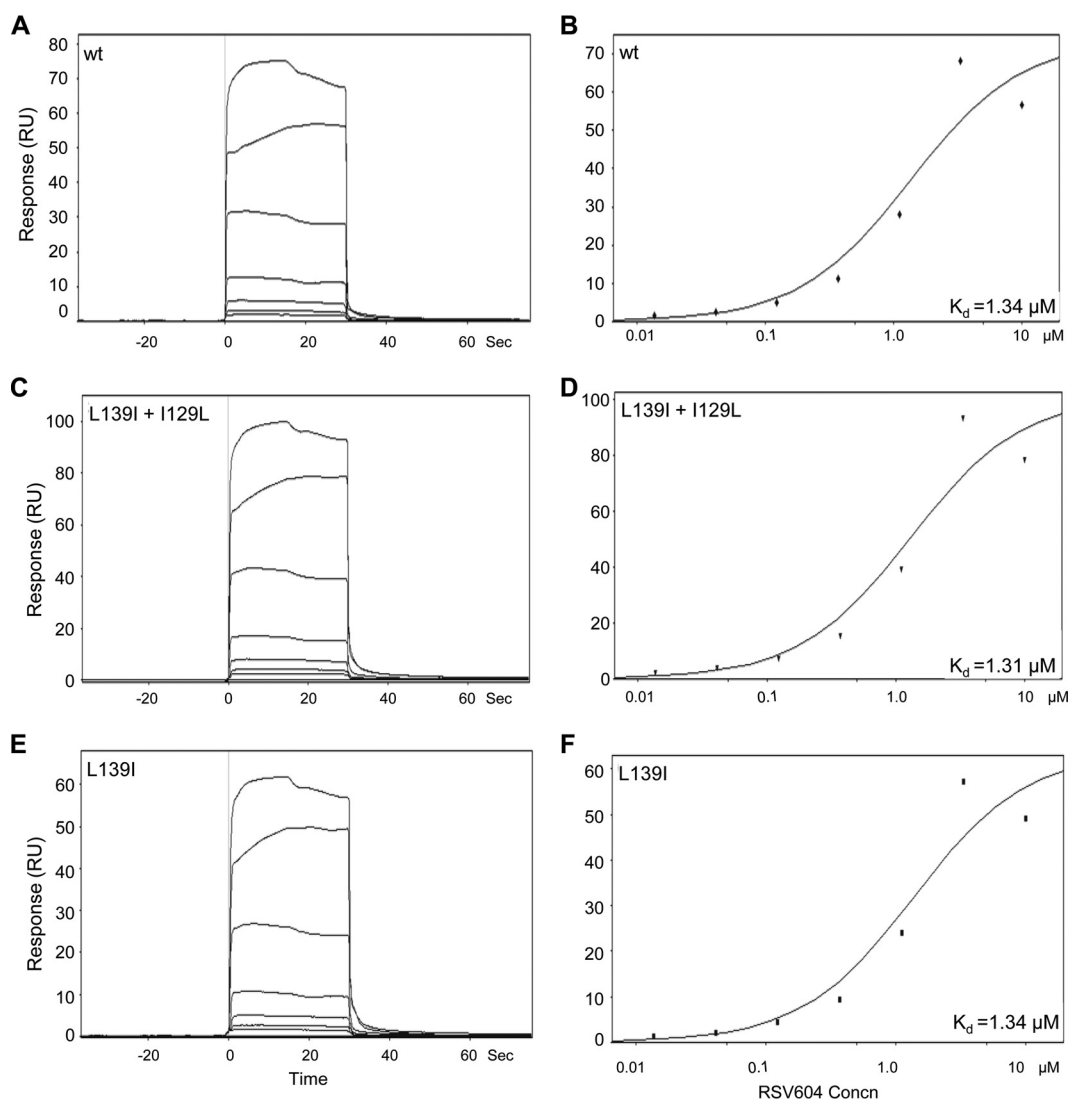 A
wt
Response (RU)
80
70
60
50
40
30
20
10
0
-20
0
20
40
60
Sec
B
wt
70
60
50
40
30
20
10
0
0.01
0.1
1.0
10
µM
Kd =1.34 µM
C
L139I + I129L
Response (RU)
100
80
60
40
20
0
-20
0
20
40
60
Sec
D
L139I + I129L
100
80
60
40
20
0
0.01
0.1
1.0
10
µM
Kd =1.31 µM
E
L139I
Response (RU)
60
50
40
30
20
10
0
-20
0
20
40
60
Sec
Time
F
L139I
60
50
40
30
20
10
0
0.01
0.1
1.0
10
µM
Kd =1.34 µM
RSV604 Concn